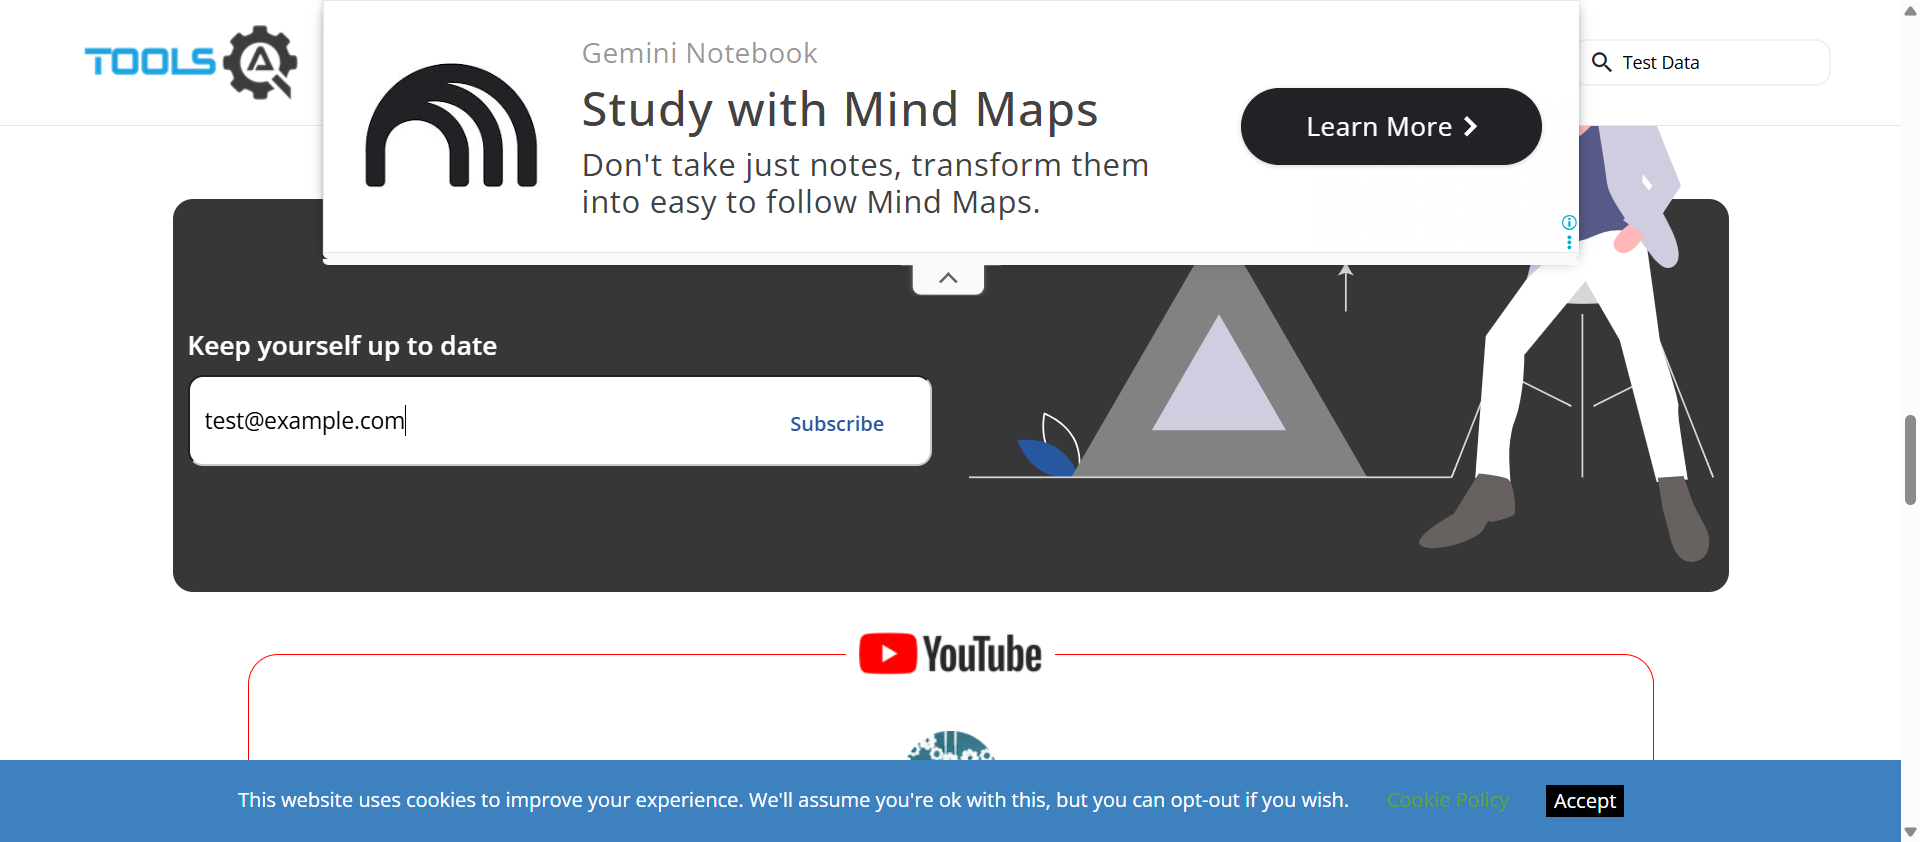 TOOLS QA
Gemini Notebook
Study with Mind Maps
Don't take just notes, transform them
into easy to follow Mind Maps.
Learn More
Test Data
Keep yourself up to date
test@example.com
Subscribe
YouTube
This website uses cookies to improve your experience. We'll assume you're ok with this, but you can opt-out if you wish.
Cookie Policy
Accept